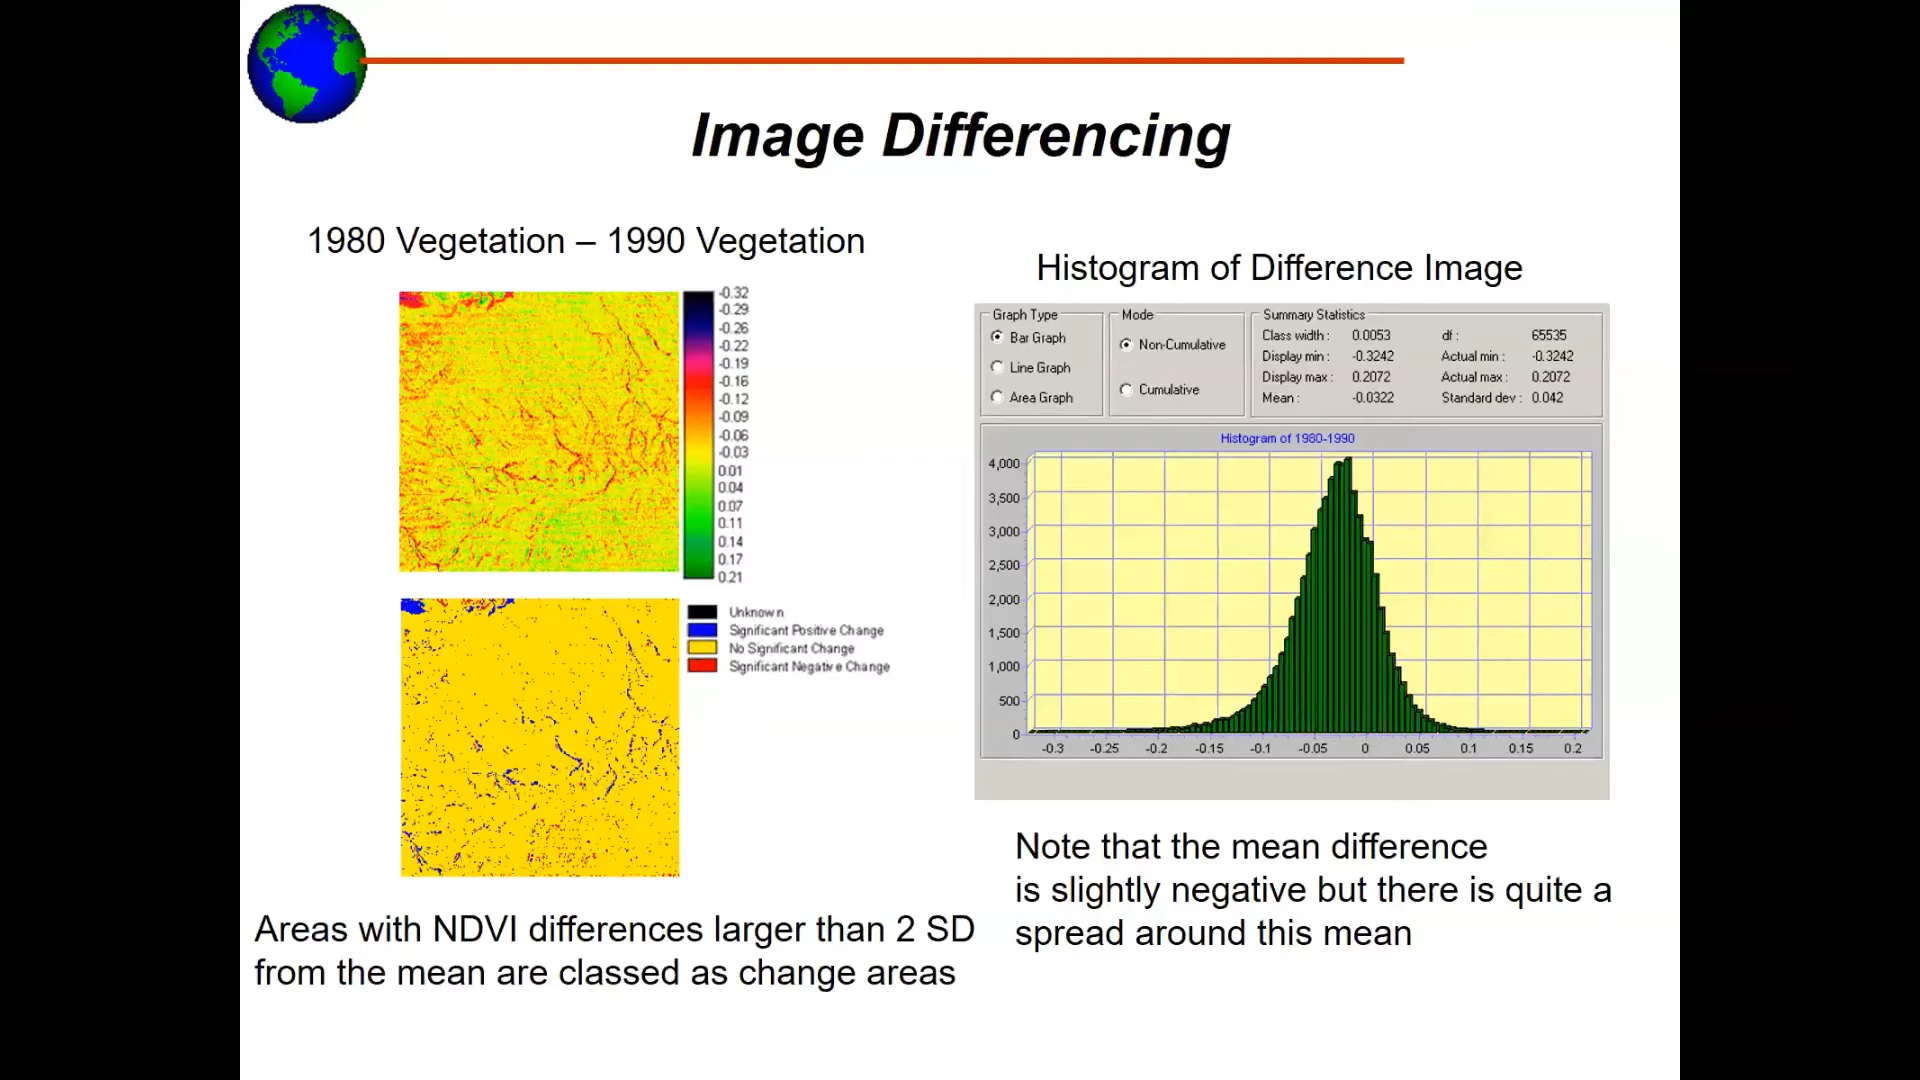 Image Differencing
1980 Vegetation – 1990 Vegetation
-0.32
-0.29
-0.26
-0.22
-0.19
-0.16
-0.12
-0.09
-0.06
-0.03
0.01
0.04
0.07
0.11
0.14
0.17
0.21
Unknown
Significant Positive Change
No Significant Change
Significant Negative Change
Areas with NDVI differences larger than 2 SD
from the mean are classed as change areas
Histogram of Difference Image
Graph Type
Bar Graph
Line Graph
Area Graph
Mode
Non-Cumulative
Cumulative
Summary Statistics
Class width : 0.0053 df : 65535
Display min : -0.3242 Actual min : -0.3242
Display max : 0.2072 Actual max : 0.2072
Mean : -0.0322 Standard dev : 0.042
Histogram of 1980-1990
4,000
3,500
3,000
2,500
2,000
1,500
1,000
500
0
-0.3 -0.25 -0.2 -0.15 -0.1 -0.05 0 0.05 0.1 0.15 0.2
Note that the mean difference
is slightly negative but there is quite a
spread around this mean